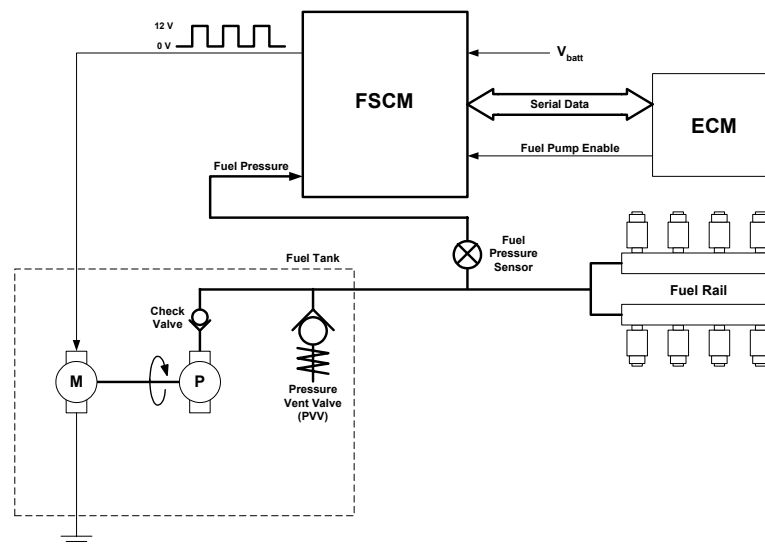 12 V
0 V
FSCM
V batt
Serial Data
ECM
Fuel Pump Enable
Fuel Pressure
Fuel
Pressure
Sensor
Fuel Tank
Fuel Rail
Check
Valve
M
P
Pressure
Vent Valve
(PVV)